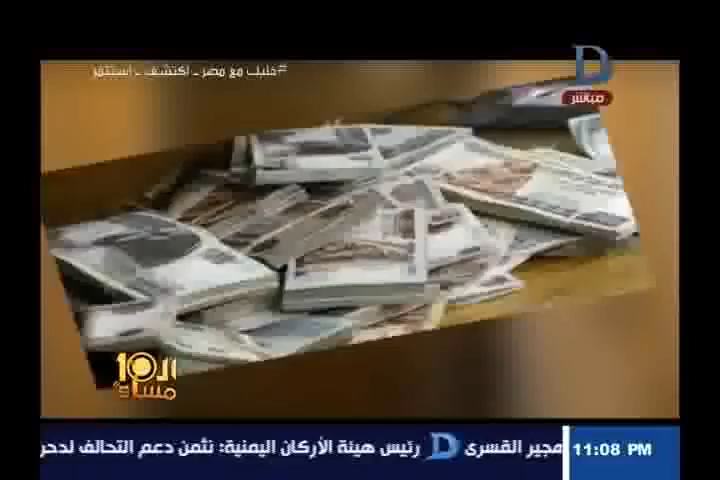 #خليك مع مصر - اكتشف - استثمر
D
مباشر
الـ10
مساءً
مجير القسرى D رئيس هيئة الأركان اليمنية: نثمن دعم التحالف لدحر
11:08 PM